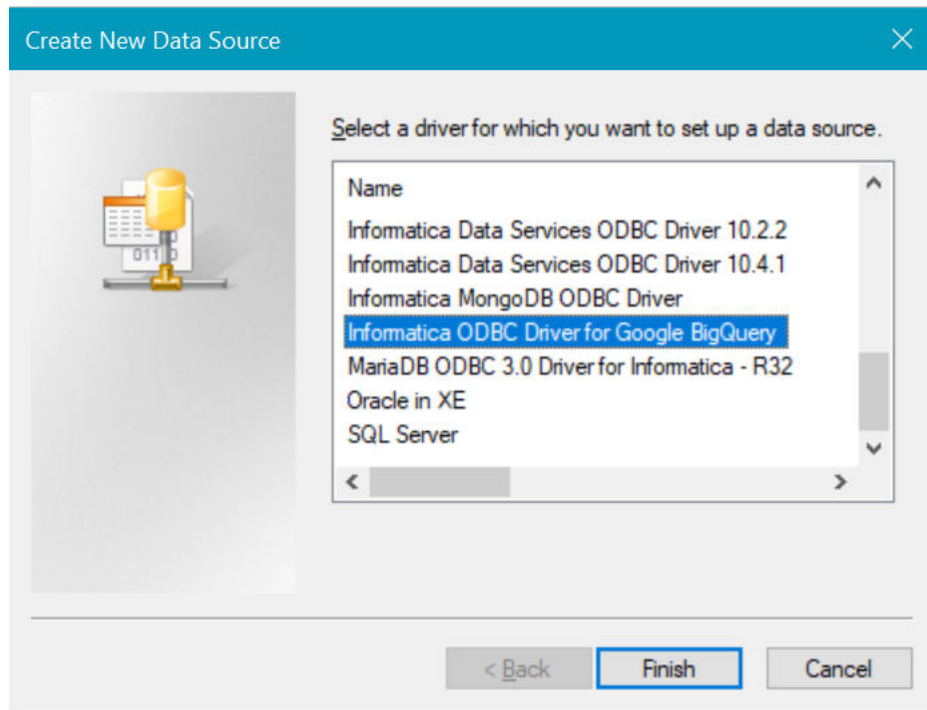 Create New Data Source
Select a driver for which you want to set up a data source.
Name
Informatica Data Services ODBC Driver 10.2.2
Informatica Data Services ODBC Driver 10.4.1
Informatica MongoDB ODBC Driver
Informatica ODBC Driver for Google BigQuery
MariaDB ODBC 3.0 Driver for Informatica - R32
Oracle in XE
SQL Server
< Back
Finish
Cancel